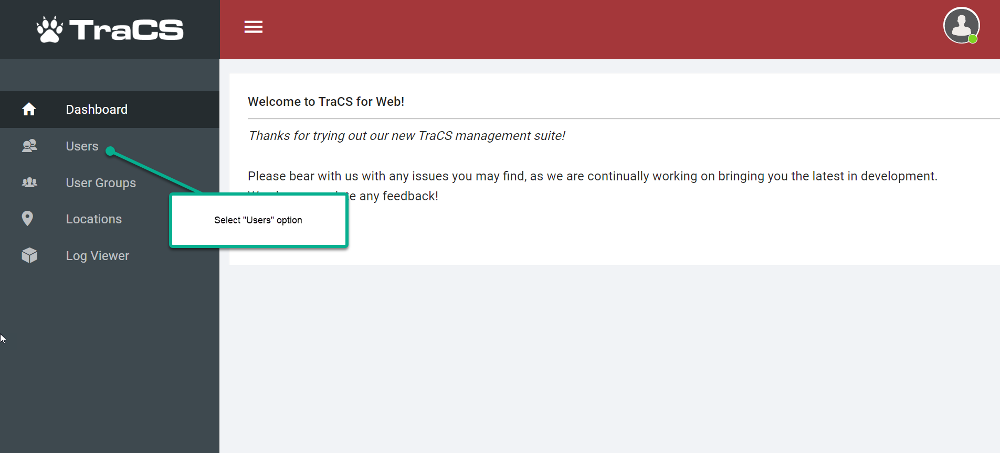 TraCS
Dashboard
Users
User Groups
Locations
Log Viewer
Welcome to TraCS for Web!
Thanks for trying out our new TraCS management suite!
Please bear with us with any issues you may find, as we are continually working on bringing you the latest in development.
any feedback!
Select "Users" option